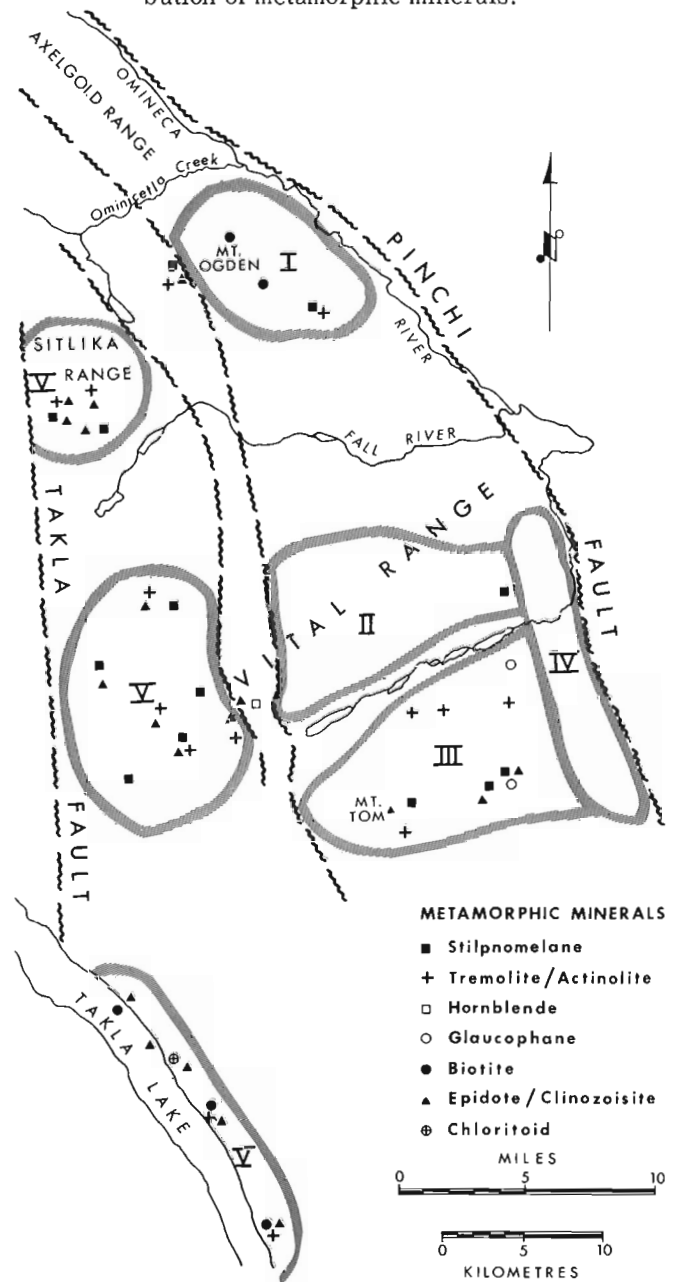 bution of metamorphic minerals.
AXELGOLD RANGE
OMINECA
Ominicetla Creek
PINCHI
MT.
OGDEN
I
RIVER
SITLIKA
V
RANGE
FALL RIVER
TAKLA
VITAL RANGE
FAULT
II
IV
V
III
MT.
TOM
FAULT
METAMORPHIC MINERALS
Stilpnomelane
Tremolite/Actinolite
Hornblende
Glaucophane
Biotite
Epidote/Clinozoisite
Chloritoid
TAKLA LAKE
V
MILES
0 5 10
0 5 10
KILOMETRES